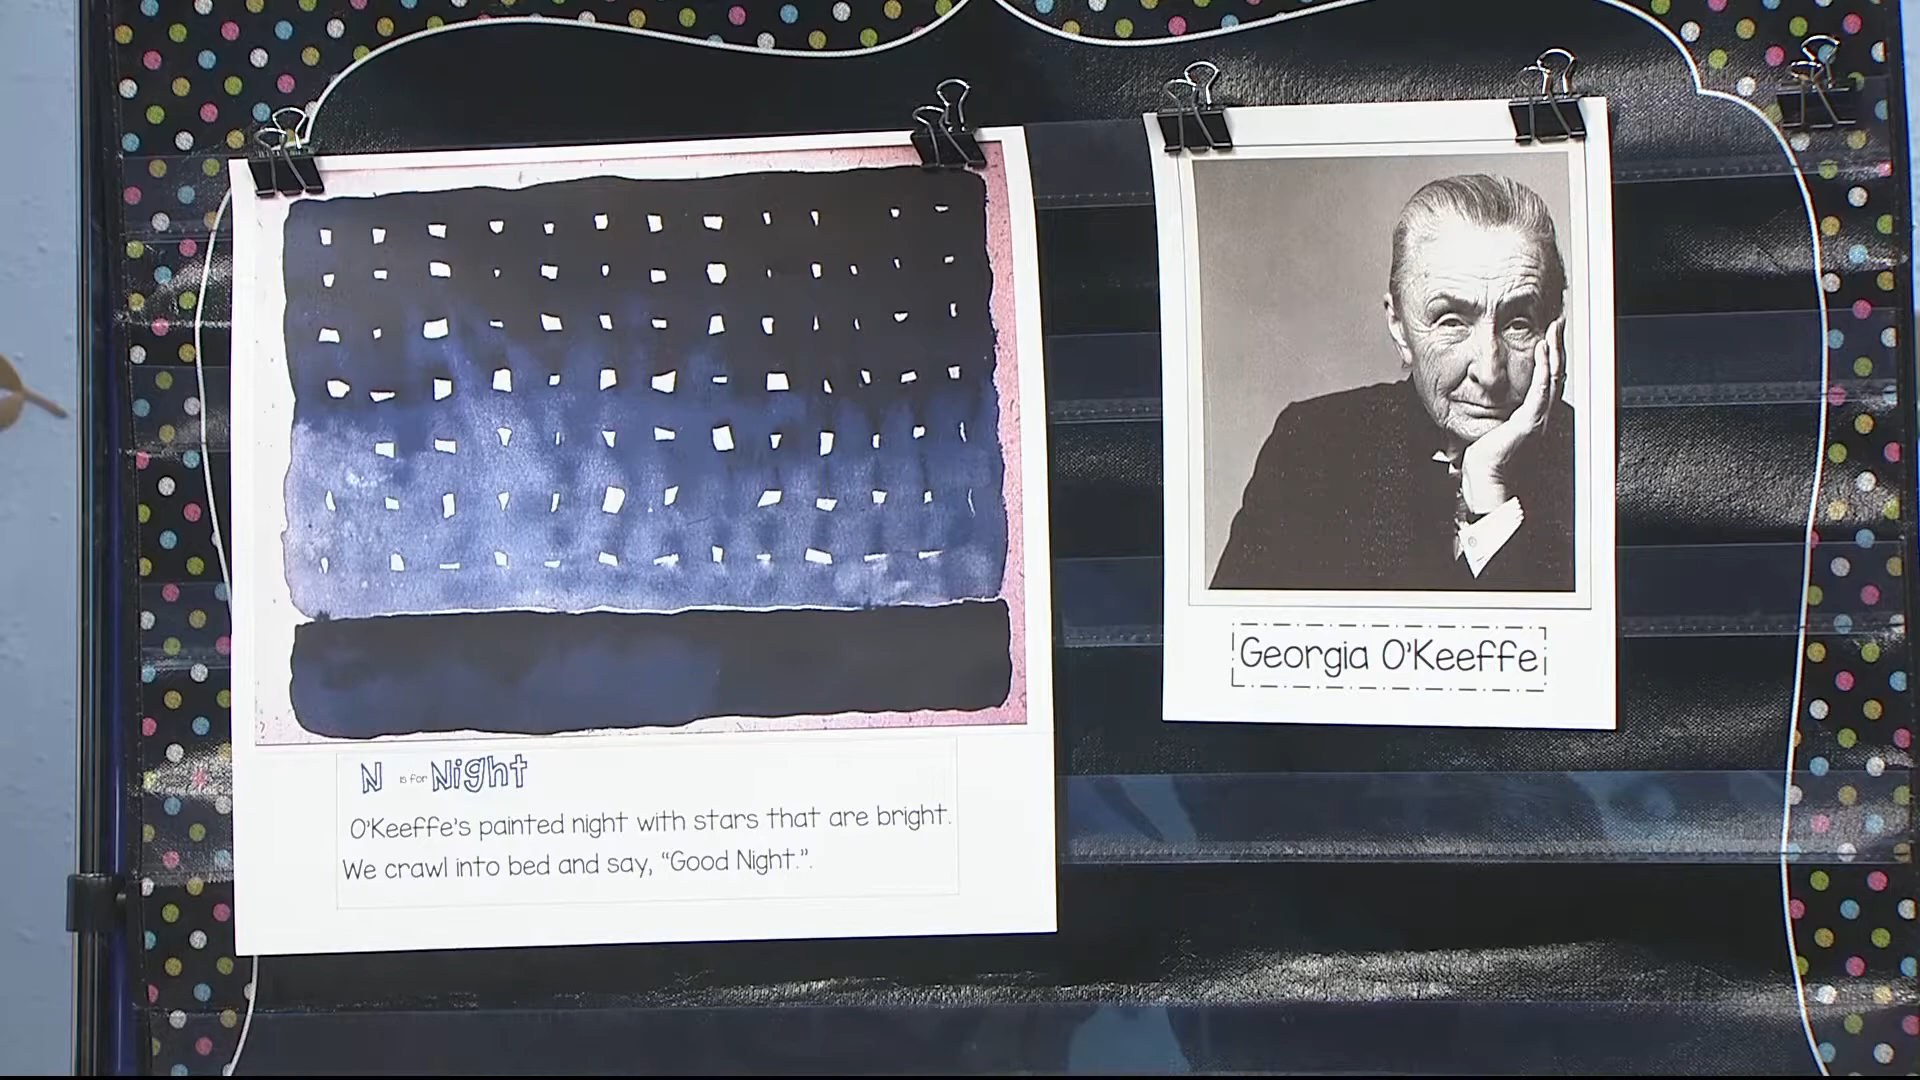 N is for Night
O'Keeffe's painted night with stars that are bright.
We crawl into bed and say, “Good Night.”.
Georgia O'Keeffe